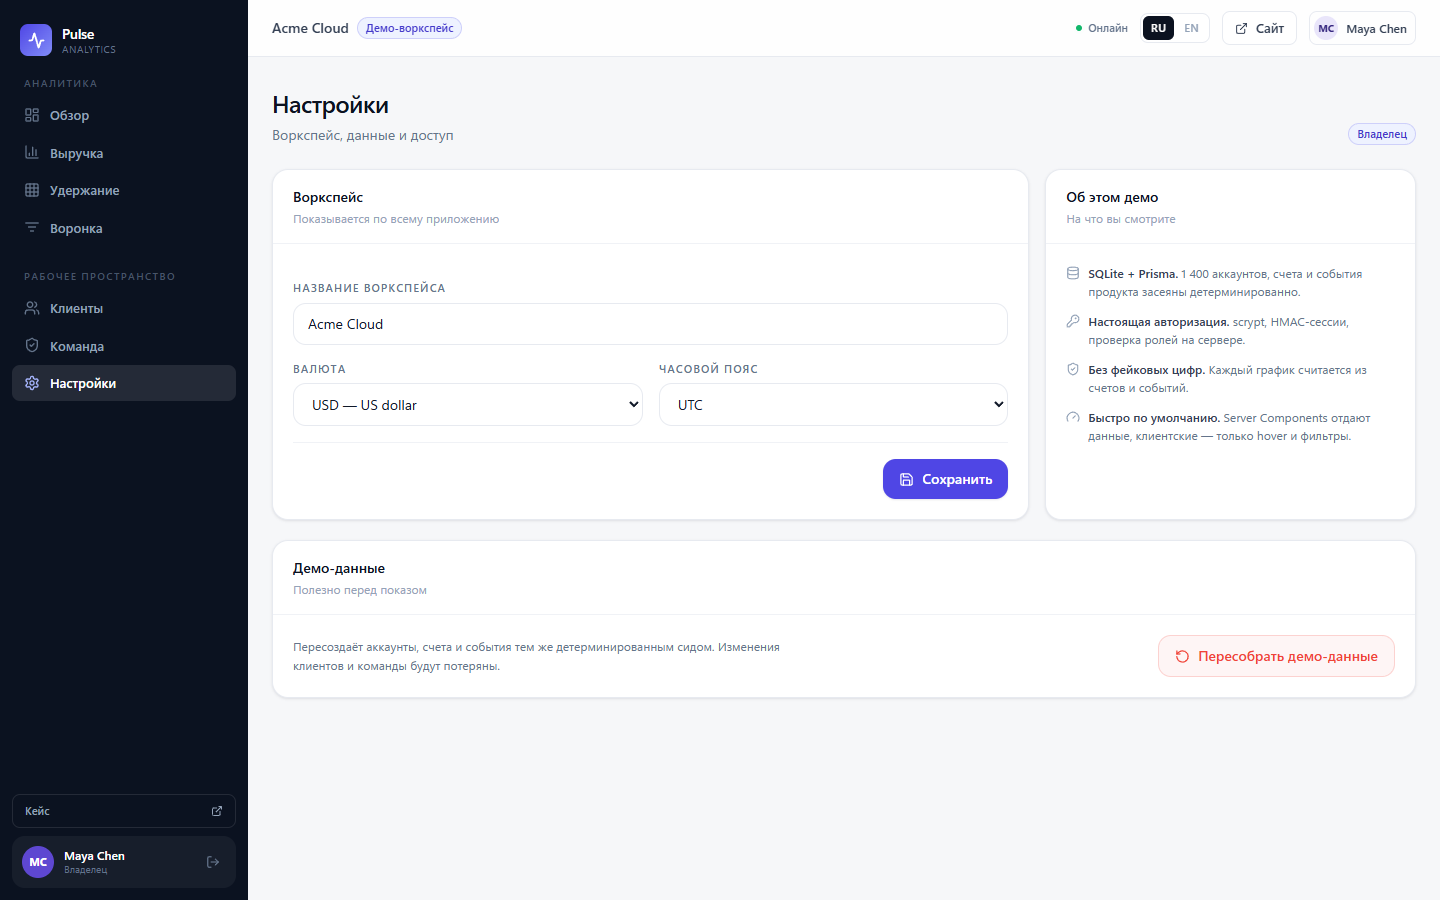 Pulse
ANALYTICS
АНАЛИТИКА
Обзор
Выручка
Удержание
Воронка
РАБОЧЕЕ ПРОСТРАНСТВО
Клиенты
Команда
Настройки
Кейс
MC
Maya Chen
Владелец
Acme Cloud
Демо-воркспейс
Онлайн
RU
EN
Сайт
MC
Maya Chen
Настройки
Воркспейс, данные и доступ
Владелец
Воркспейс
Показывается по всему приложению
НАЗВАНИЕ ВОРКСПЕЙСА
Acme Cloud
ВАЛЮТА
ЧАСОВОЙ ПОЯС
USD — US dollar
UTC
Сохранить
Об этом демо
На что вы смотрите
SQLite + Prisma. 1 400 аккаунтов, счета и события
продукта засеяны детерминированно.
Настоящая авторизация. scrypt, HMAC-сессии,
проверка ролей на сервере.
Без фейковых цифр. Каждый график считается из
счетов и событий.
Быстро по умолчанию. Server Components отдают
данные, клиентские — только hover и фильтры.
Демо-данные
Полезно перед показом
Пересоздаёт аккаунты, счета и события тем же детерминированным сидом. Изменения
клиентов и команды будут потеряны.
Пересобрать демо-данные